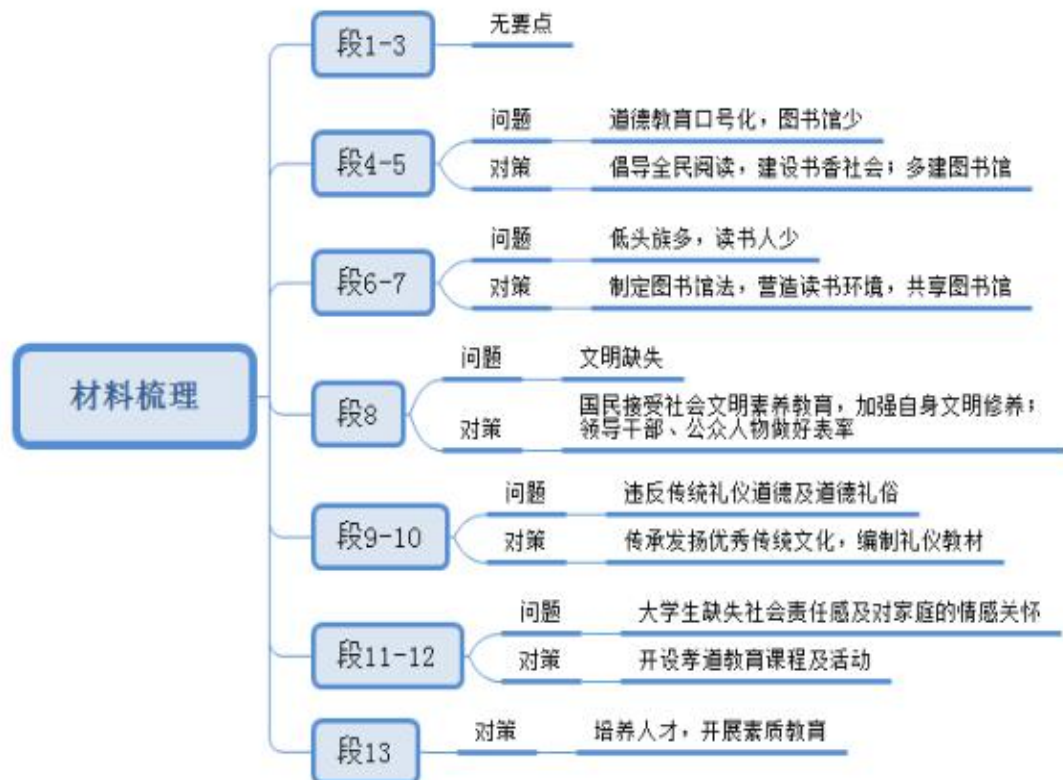 材料梳理
段1-3
无要点
段4-5
问题
道德教育口号化，图书馆少
对策
倡导全民阅读，建设书香社会；多建图书馆
段6-7
问题
低头族多，读书人少
对策
制定图书馆法，营造读书环境，共享图书馆
段8
问题
文明缺失
对策
国民接受社会文明素养教育，加强自身文明修养；
领导干部、公众人物做好表率
段9-10
问题
违反传统礼仪道德及道德礼俗
对策
传承发扬优秀传统文化，编制礼仪教材
段11-12
问题
大学生缺失社会责任感及对家庭的情感关怀
对策
开设孝道教育课程及活动
段13
对策
培养人才，开展素质教育